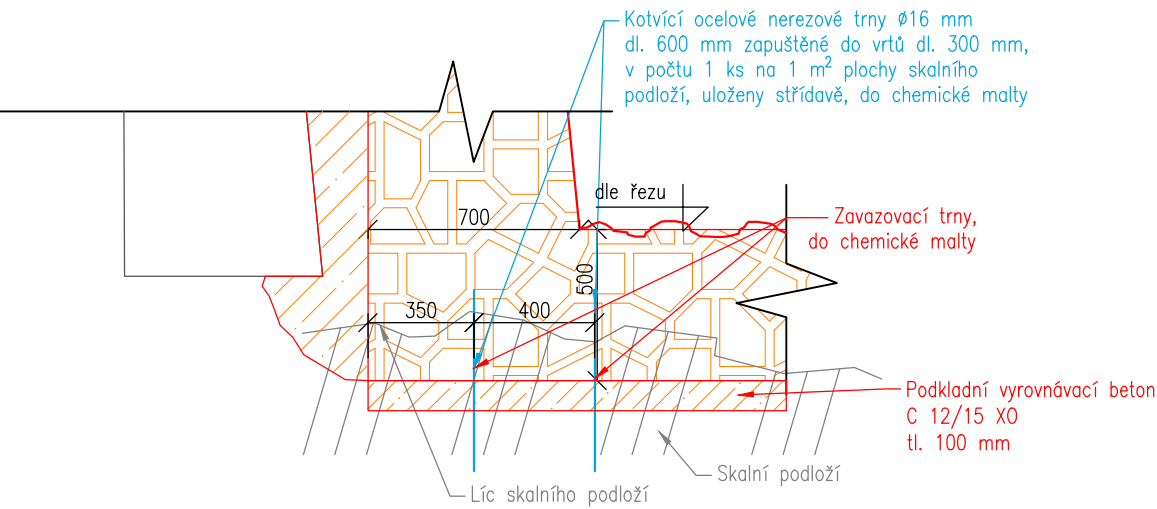 Kotvící ocelové nerezové trny ø16 mm
dl. 600 mm zapuštěné do vrtů dl. 300 mm,
v počtu 1 ks na 1 m² plochy skalního
podloží, uloženy střídavě, do chemické malty
dle řezu
700
Zavazovací trny,
do chemické malty
500
350
400
Podkladní vyrovnávací beton
C 12/15 XO
tl. 100 mm
Skalní podloží
Líc skalního podloží